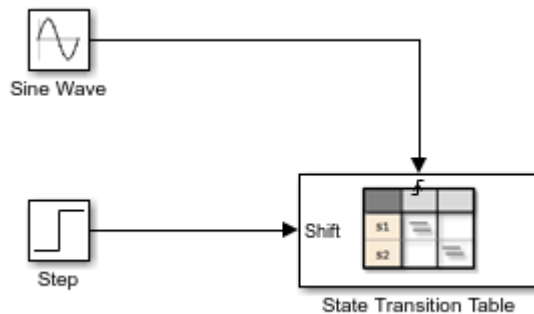 Sine Wave
Shift
s1
s2
Step
State Transition Table